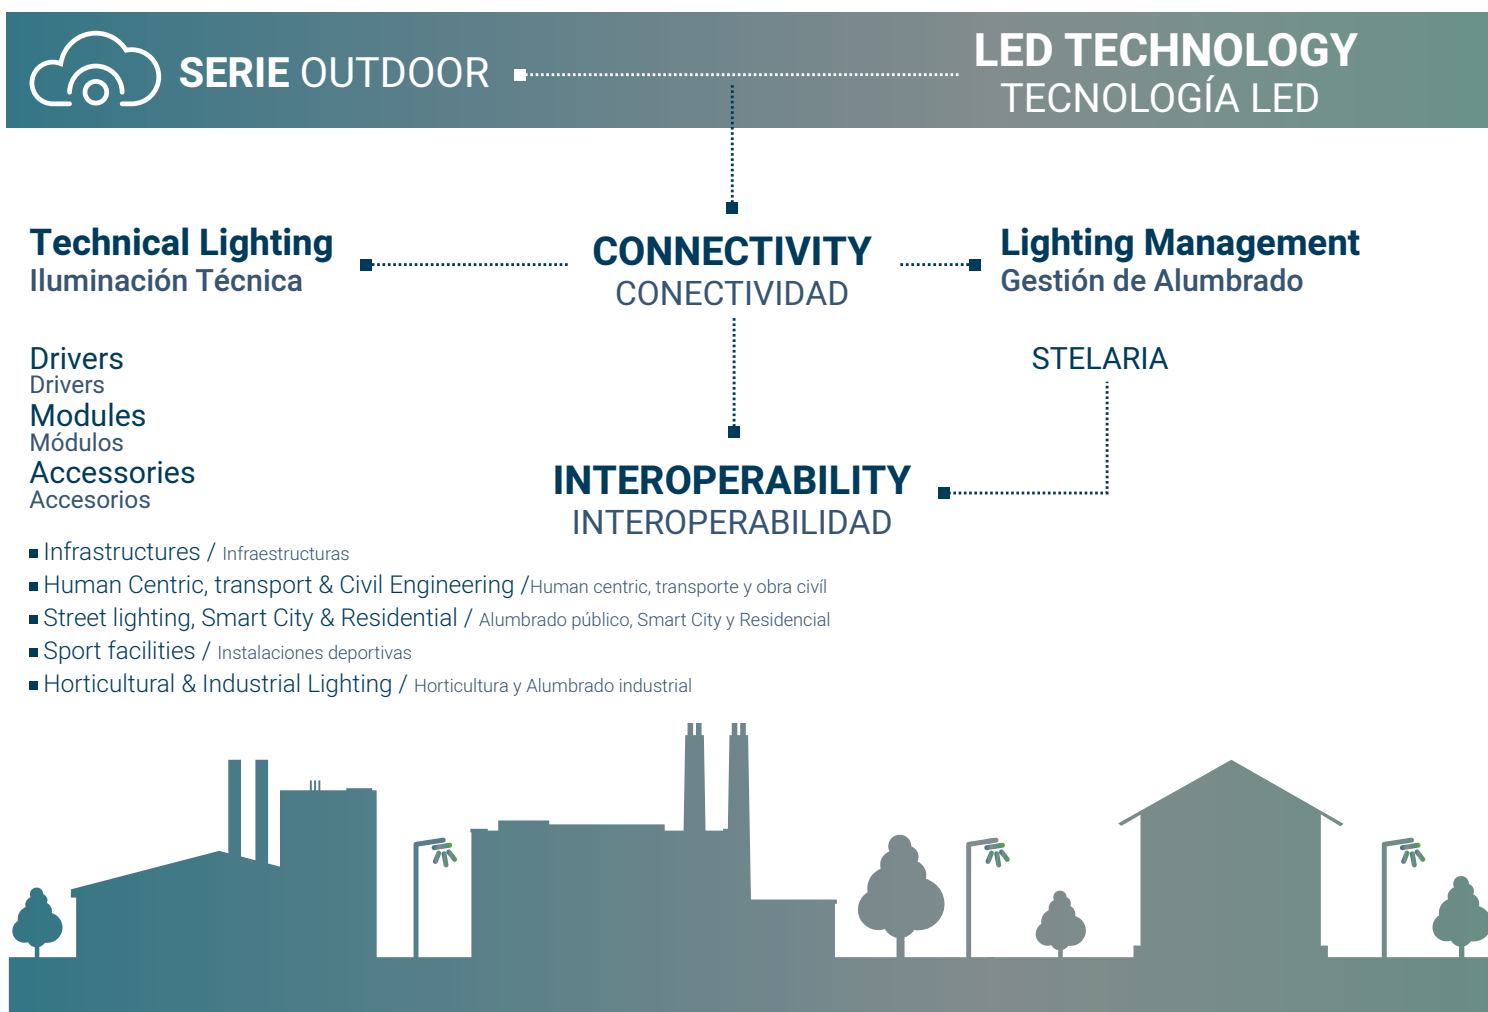 SERIE OUTDOOR
LED TECHNOLOGY
TECNOLOGÍA LED
Technical Lighting
Iluminación Técnica
CONNECTIVITY
CONECTIVIDAD
Lighting Management
Gestión de Alumbrado
Drivers
Drivers
Modules
Módulos
Accessories
Accesorios
STELARIA
INTEROPERABILITY
INTEROPERABILIDAD
Infrastructures / Infraestructuras
Human Centric, transport & Civil Engineering /Human centric, transporte y obra civíl
Street lighting, Smart City & Residential / Alumbrado público, Smart City y Residencial
Sport facilities / Instalaciones deportivas
Horticultural & Industrial Lighting / Horticultura y Alumbrado industrial